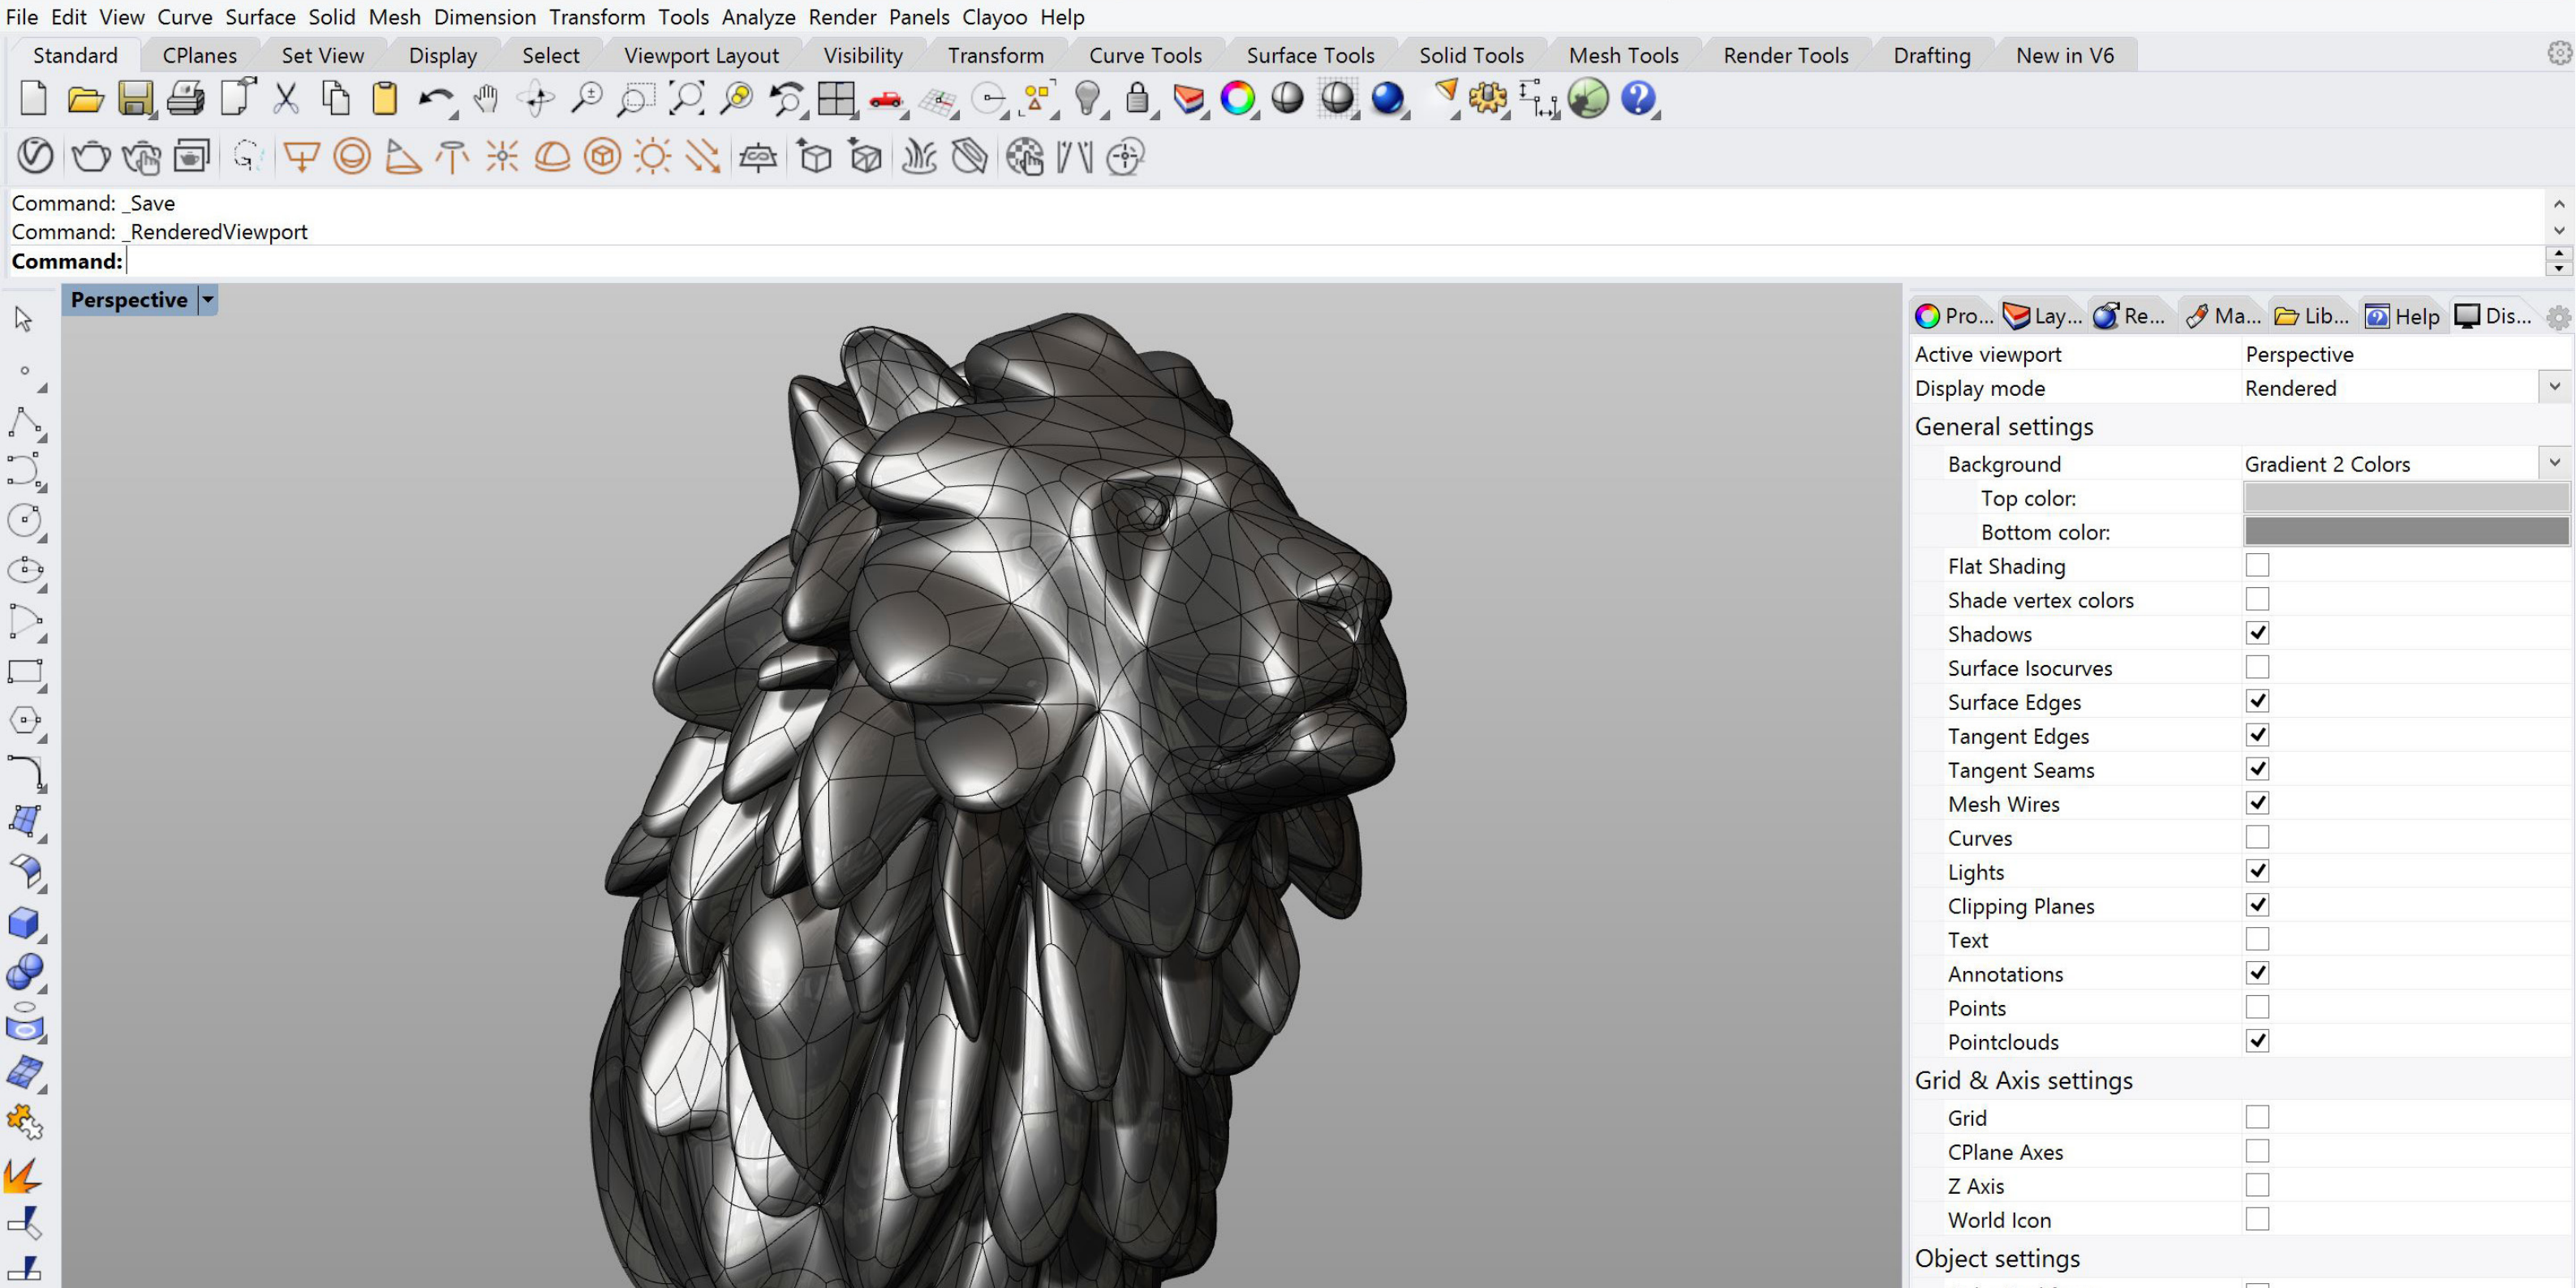 File Edit View Curve Surface Solid Mesh Dimension Transform Tools Analyze Render Panels Clayoo Help
Standard CPlanes Set View Display Select Viewport Layout Visibility Transform Curve Tools Surface Tools Solid Tools Mesh Tools Render Tools Drafting New in V6
Command: _Save
Command: _RenderedViewport
Command:
Perspective
Pro... Lay... Re... Ma... Lib... Help Dis...
Active viewport Perspective
Display mode Rendered
General settings
Background Gradient 2 Colors
Top color:
Bottom color:
Flat Shading
Shade vertex colors
Shadows
Surface Isocurves
Surface Edges
Tangent Edges
Tangent Seams
Mesh Wires
Curves
Lights
Clipping Planes
Text
Annotations
Points
Pointclouds
Grid & Axis settings
Grid
CPlane Axes
Z Axis
World Icon
Object settings